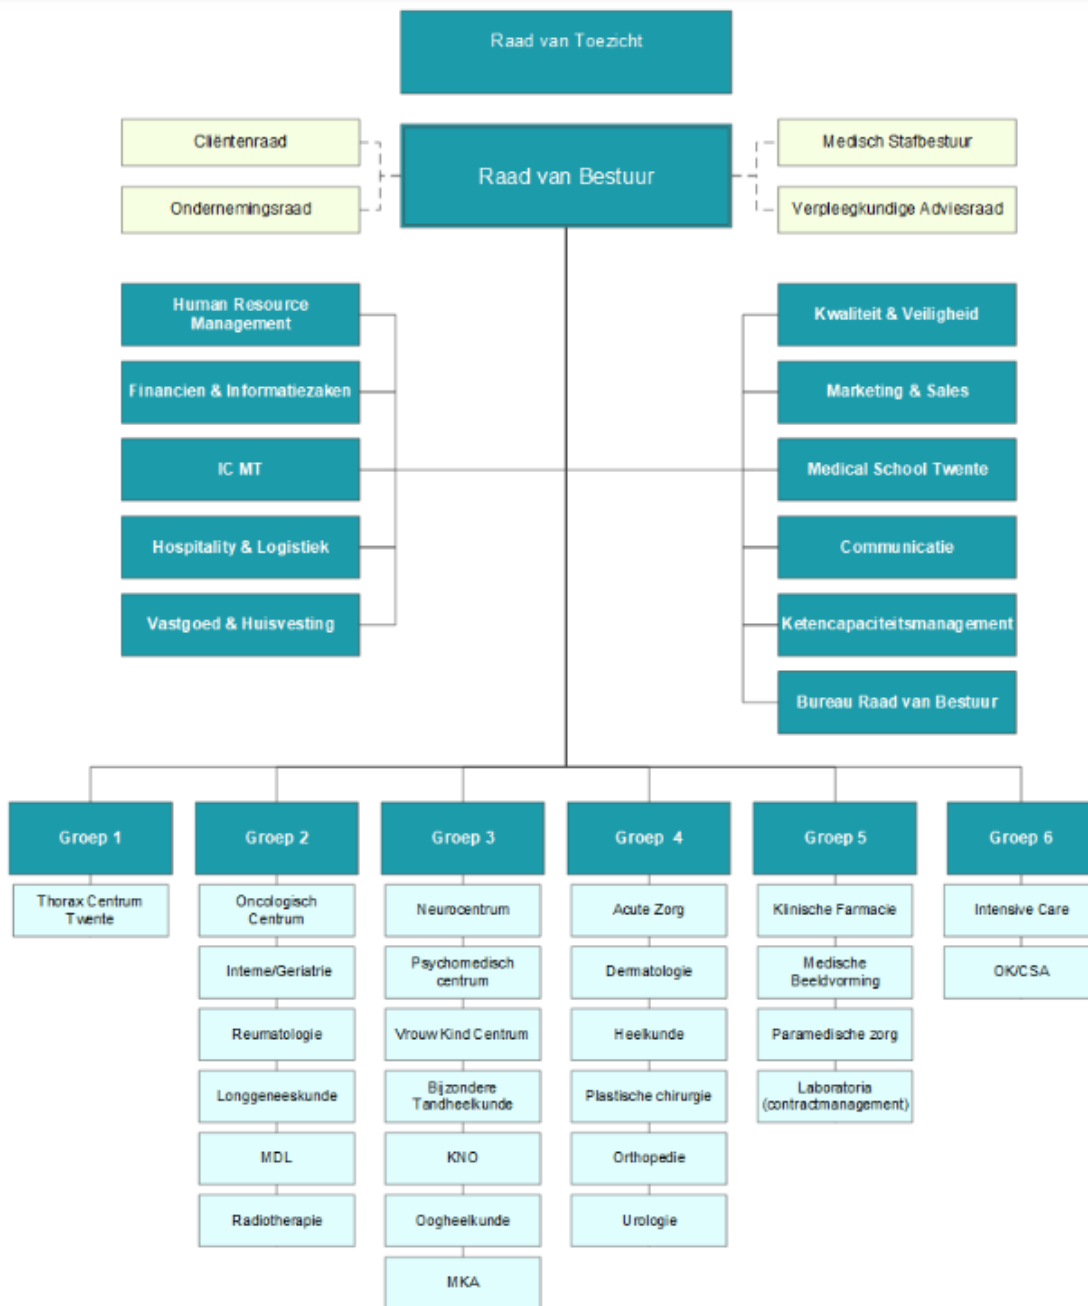 Raad van Toezicht
Cliëntenraad
Raad van Bestuur
Medisch Stafbestuur
Ondernemingsraad
Verpleegkundige Adviesraad
Human Resource
Management
Financien & Informatiezaken
IC MT
Hospitality & Logistiek
Vastgoed & Huisvesting
Kwaliteit & Veiligheid
Marketing & Sales
Medical School Twente
Communicatie
Ketencapaciteitsmanagement
Bureau Raad van Bestuur
Groep 1
Thorax Centrum
Twente
Groep 2
Oncologisch
Centrum
Interne/Geriatrie
Reumatologie
Longgeneeskunde
MDL
Radiotherapie
Groep 3
Neurocentrum
Psychomedisch
centrum
Vrouw Kind Centrum
Bijzondere
Tandheelkunde
KNO
Oogheelkunde
MKA
Groep 4
Acute Zorg
Dermatologie
Heelkunde
Plastische chirurgie
Orthopedie
Urologie
Groep 5
Klinische Farmacie
Medische
Beeldvorming
Paramedische zorg
Laboratoria
(contractmanagement)
Groep 6
Intensive Care
OK/CSA